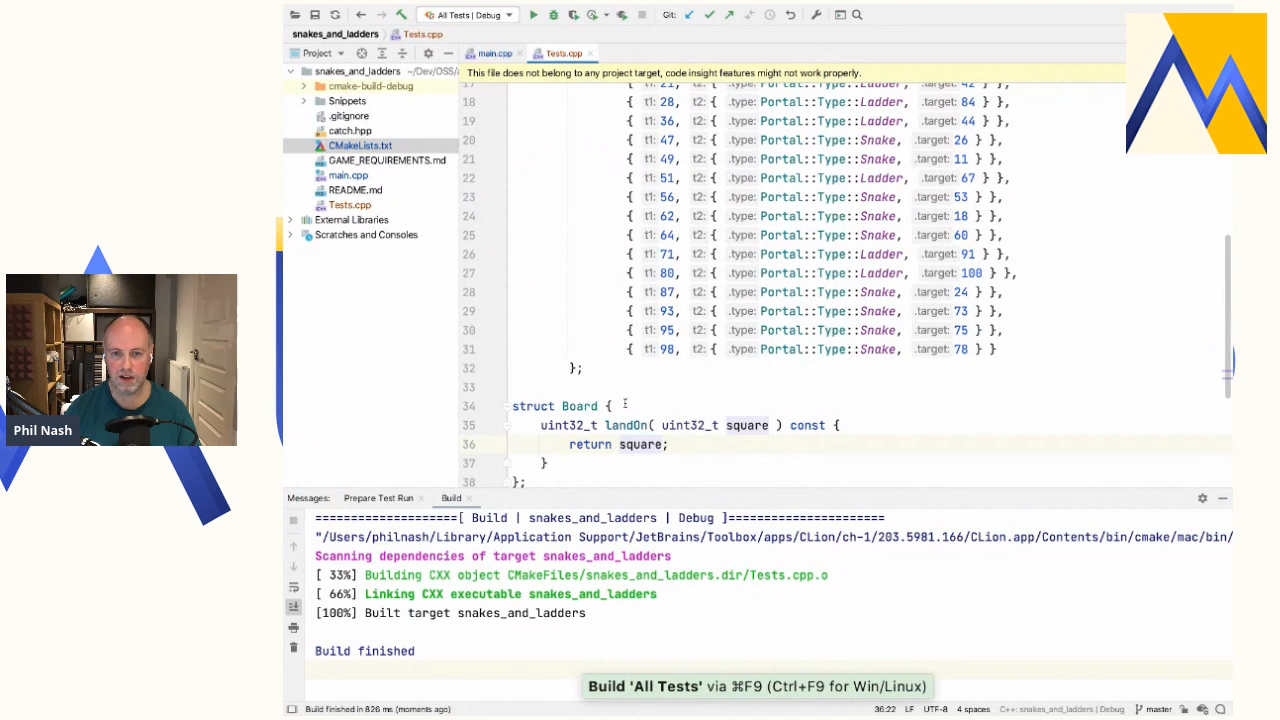 All Tests | Debug
Git:
snakes_and_ladders
Tests.cpp
Project
main.cpp
Tests.cpp
snakes_and_ladders ~/Dev/OSS/
This file does not belong to any project target, code insight features might not work properly.
cmake-build-debug
Snippets
.gitignore
catch.hpp
CMakeLists.txt
GAME_REQUIREMENTS.md
main.cpp
README.md
Tests.cpp
External Libraries
Scratches and Consoles
17 { t1: 21, t2: { .type: Portal::Type::Ladder, .target: 42 } },
18 { t1: 28, t2: { .type: Portal::Type::Ladder, .target: 84 } },
19 { t1: 36, t2: { .type: Portal::Type::Ladder, .target: 44 } },
20 { t1: 47, t2: { .type: Portal::Type::Snake, .target: 26 } },
21 { t1: 49, t2: { .type: Portal::Type::Snake, .target: 11 } },
22 { t1: 51, t2: { .type: Portal::Type::Ladder, .target: 67 } },
23 { t1: 56, t2: { .type: Portal::Type::Snake, .target: 53 } },
24 { t1: 62, t2: { .type: Portal::Type::Snake, .target: 18 } },
25 { t1: 64, t2: { .type: Portal::Type::Snake, .target: 60 } },
26 { t1: 71, t2: { .type: Portal::Type::Ladder, .target: 91 } },
27 { t1: 80, t2: { .type: Portal::Type::Ladder, .target: 100 } },
28 { t1: 87, t2: { .type: Portal::Type::Snake, .target: 24 } },
29 { t1: 93, t2: { .type: Portal::Type::Snake, .target: 73 } },
30 { t1: 95, t2: { .type: Portal::Type::Snake, .target: 75 } },
31 { t1: 98, t2: { .type: Portal::Type::Snake, .target: 78 } }
32 };
33
34 struct Board {
35 uint32_t landOn( uint32_t square ) const {
36 return square;
37 }
38 };
Phil Nash
Messages: Prepare Test Run Build
====================[ Build | snakes_and_ladders | Debug ]======================
"/Users/philnash/Library/Application Support/JetBrains/Toolbox/apps/CLion/ch-1/203.5981.166/CLion.app/Contents/bin/cmake/mac/bin/
Scanning dependencies of target snakes_and_ladders
[ 33%] Building CXX object CMakeFiles/snakes_and_ladders.dir/Tests.cpp.o
[ 66%] Linking CXX executable snakes_and_ladders
[100%] Built target snakes_and_ladders
Build finished
Build 'All Tests' via ⌘F9 (Ctrl+F9 for Win/Linux)
Build finished in 826 ms (moments ago)
36:22 LF UTF-8 4 spaces C++: snakes_and_ladders | Debug master